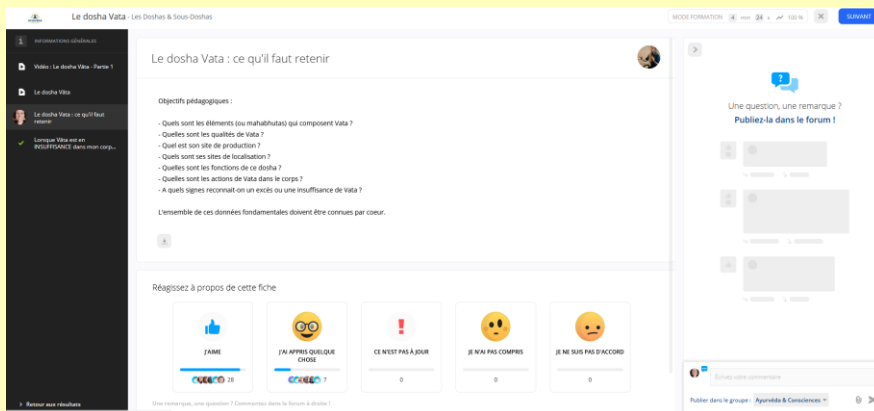 Le dosha Vata - Les Doshas & Sous-Doshas
MODE FORMATION 4 min 24 s 100 %
SUIVANT
INFORMATIONS GÉNÉRALES
Vidéo : Le dosha Vâta - Partie 1
Le dosha Vâta
Le dosha Vata : ce qu'il faut
retenir
Lorsque Vâta est en
INSUFFISANCE dans mon corp...
Retour aux résultats
Le dosha Vata : ce qu'il faut retenir
Objectifs pédagogiques :
- Quels sont les éléments (ou mahabhutas) qui composent Vata ?
- Quelles sont les qualités de Vata ?
- Quel est son site de production ?
- Quels sont ses sites de localisation ?
- Quelles sont les fonctions de ce dosha ?
- Quelles sont les actions de Vata dans le corps ?
- A quels signes reconnait-on un excès ou une insuffisance de Vata ?
L'ensemble de ces données fondamentales doivent être connues par coeur.
Réagissez à propos de cette fiche
J'AIME
28
J'AI APPRIS QUELQUE
CHOSE
7
CE N'EST PAS À JOUR
0
JE N'AI PAS COMPRIS
0
JE NE SUIS PAS D'ACCORD
0
Une remarque, une question ? Commentez dans le forum à droite !
Une question, une remarque ?
Publiez-la dans le forum !
Écrivez votre commentaire
Publier dans le groupe : Ayurvéda & Consciences